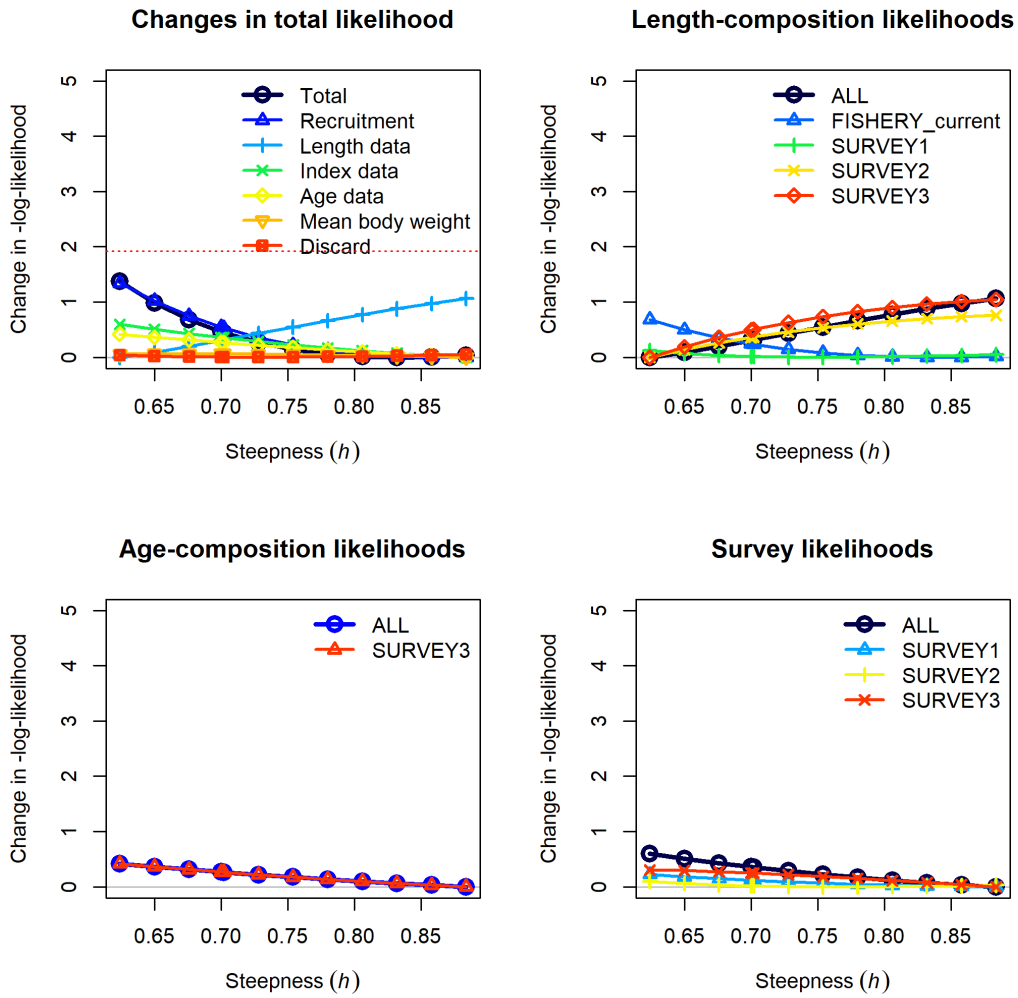 Changes in total likelihood
Change in -log-likelihood
5
4
3
2
1
0
Total
Recruitment
Length data
Index data
Age data
Mean body weight
Discard
0.65
0.70
0.75
0.80
0.85
Steepness (h)
Length-composition likelihoods
Change in -log-likelihood
5
4
3
2
1
0
ALL
FISHERY_current
SURVEY1
SURVEY2
SURVEY3
0.65
0.70
0.75
0.80
0.85
Steepness (h)
Age-composition likelihoods
Change in -log-likelihood
5
4
3
2
1
0
ALL
SURVEY3
0.65
0.70
0.75
0.80
0.85
Steepness (h)
Survey likelihoods
Change in -log-likelihood
5
4
3
2
1
0
ALL
SURVEY1
SURVEY2
SURVEY3
0.65
0.70
0.75
0.80
0.85
Steepness (h)